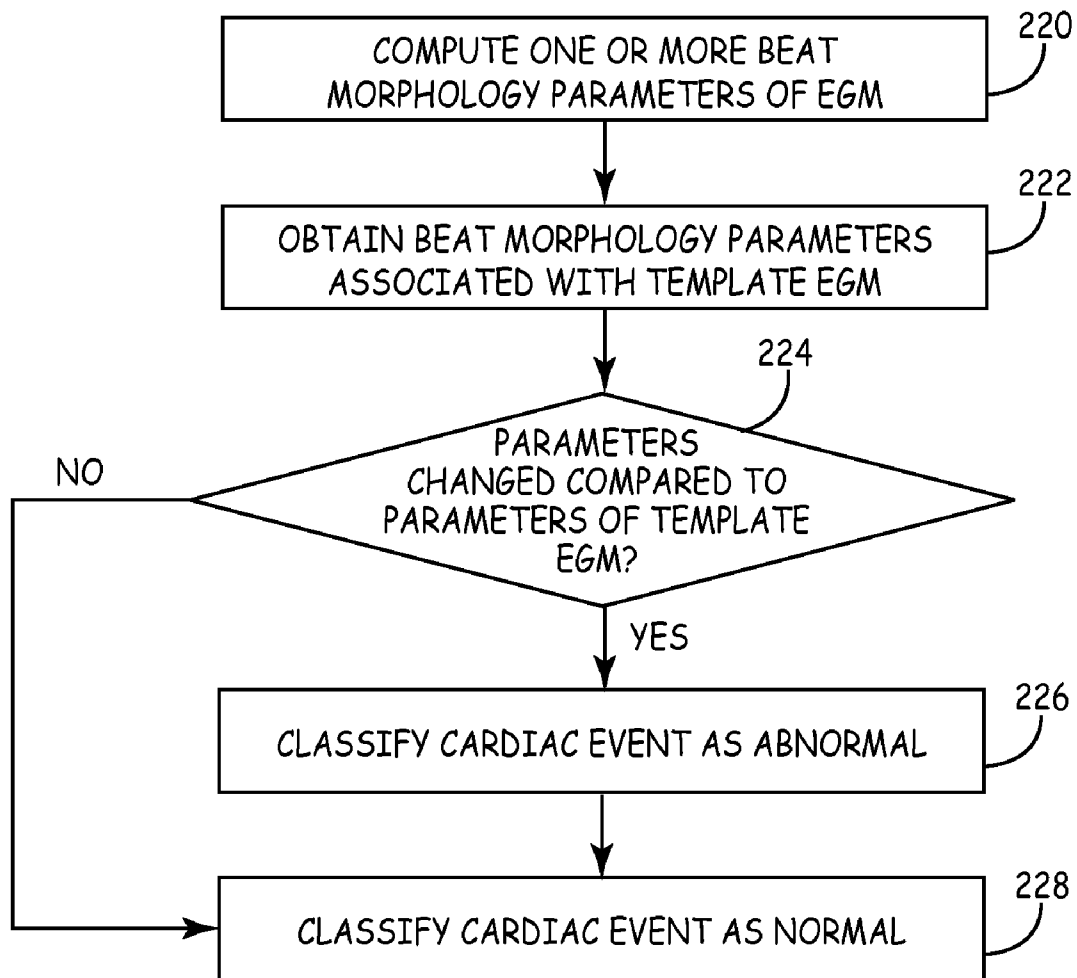 220
COMPUTE ONE OR MORE BEAT
MORPHOLOGY PARAMETERS OF EGM
222
OBTAIN BEAT MORPHOLOGY PARAMETERS
ASSOCIATED WITH TEMPLATE EGM
224
PARAMETERS
CHANGED COMPARED TO
PARAMETERS OF TEMPLATE
EGM?
NO
YES
226
CLASSIFY CARDIAC EVENT AS ABNORMAL
228
CLASSIFY CARDIAC EVENT AS NORMAL